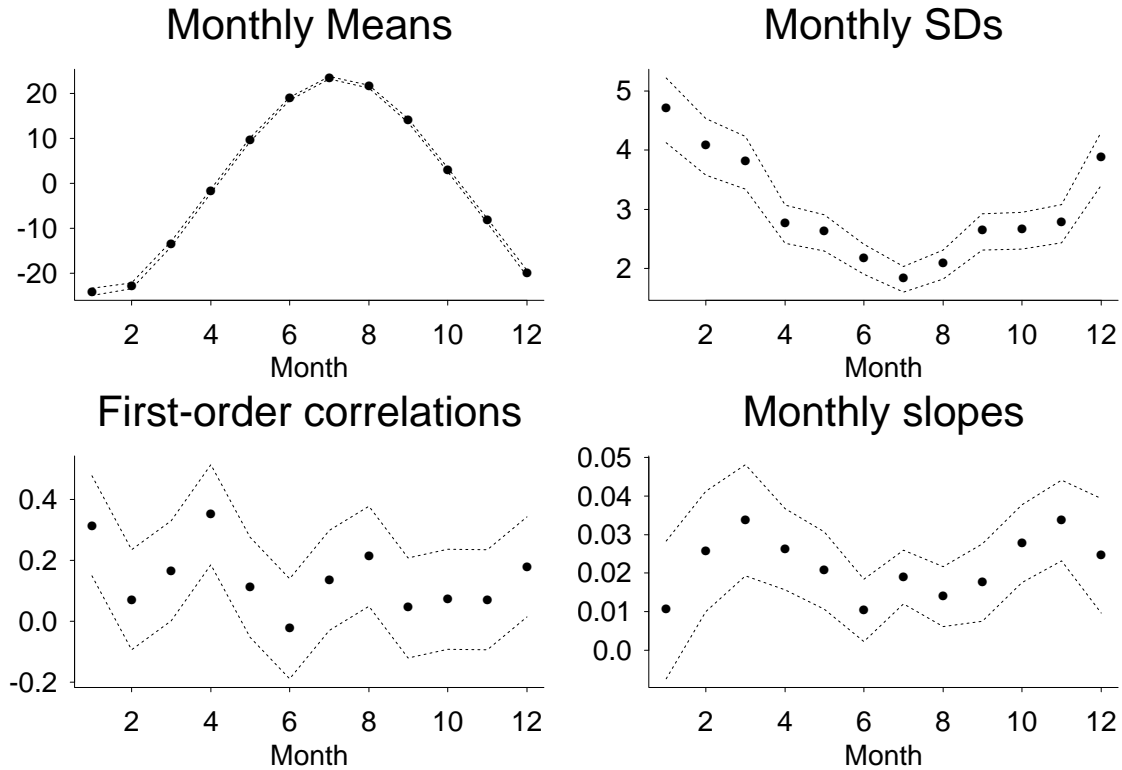 Monthly Means
20
10
0
-10
-20
2 4 6 8 10 12
Month
Monthly SDs
5
4
3
2
2 4 6 8 10 12
Month
First-order correlations
0.4
0.2
0.0
-0.2
2 4 6 8 10 12
Month
Monthly slopes
0.05
0.04
0.03
0.02
0.01
0.0
2 4 6 8 10 12
Month